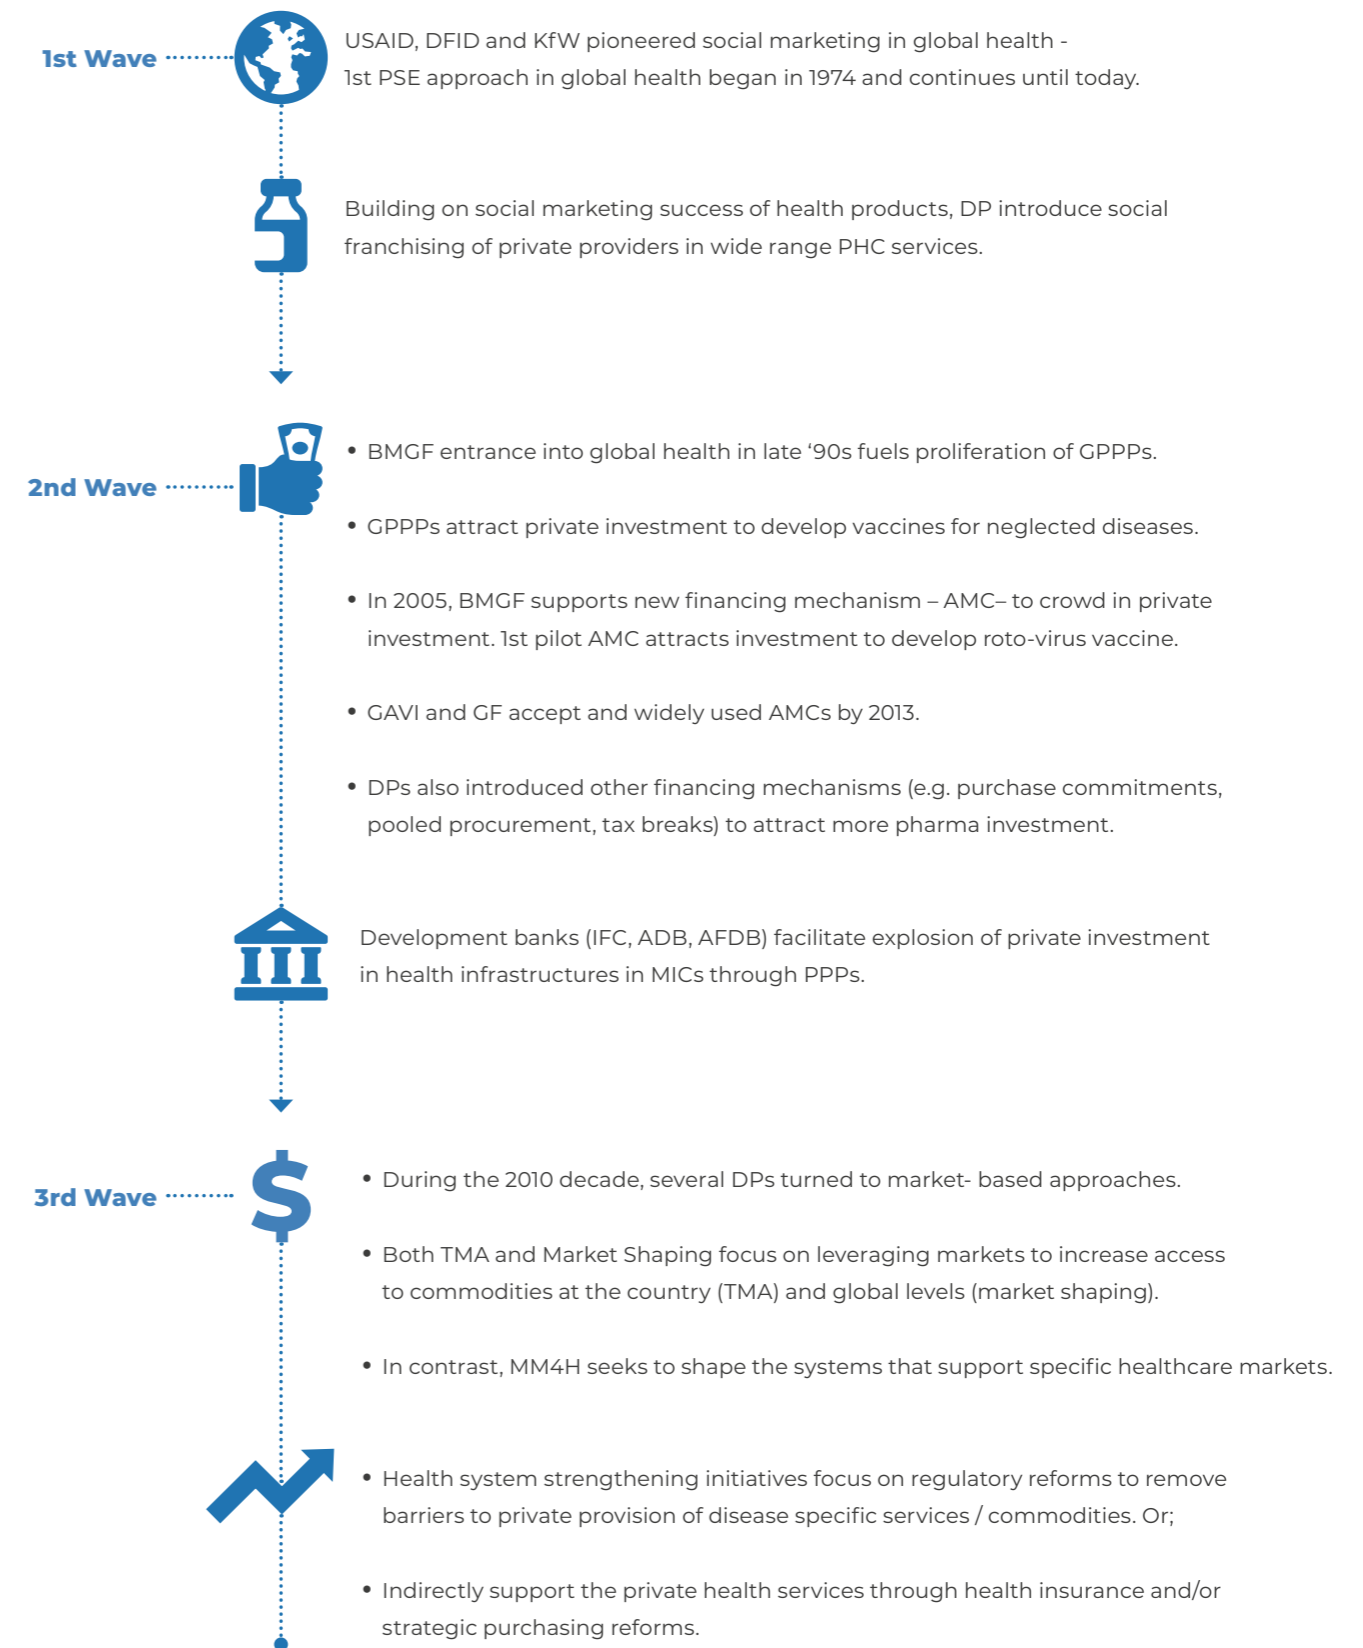 1st Wave
USAID, DFID and KfW pioneered social marketing in global health -
1st PSE approach in global health began in 1974 and continues until today.
Building on social marketing success of health products, DP introduce social
franchising of private providers in wide range PHC services.
2nd Wave
• BMGF entrance into global health in late ‘90s fuels proliferation of GPPPs.
• GPPPs attract private investment to develop vaccines for neglected diseases.
• In 2005, BMGF supports new financing mechanism – AMC– to crowd in private
investment. 1st pilot AMC attracts investment to develop roto-virus vaccine.
• GAVI and GF accept and widely used AMCs by 2013.
• DPs also introduced other financing mechanisms (e.g. purchase commitments,
pooled procurement, tax breaks) to attract more pharma investment.
Development banks (IFC, ADB, AFDB) facilitate explosion of private investment
in health infrastructures in MICs through PPPs.
3rd Wave
$
• During the 2010 decade, several DPs turned to market- based approaches.
• Both TMA and Market Shaping focus on leveraging markets to increase access
to commodities at the country (TMA) and global levels (market shaping).
• In contrast, MM4H seeks to shape the systems that support specific healthcare markets.
• Health system strengthening initiatives focus on regulatory reforms to remove
barriers to private provision of disease specific services / commodities. Or;
• Indirectly support the private health services through health insurance and/or
strategic purchasing reforms.